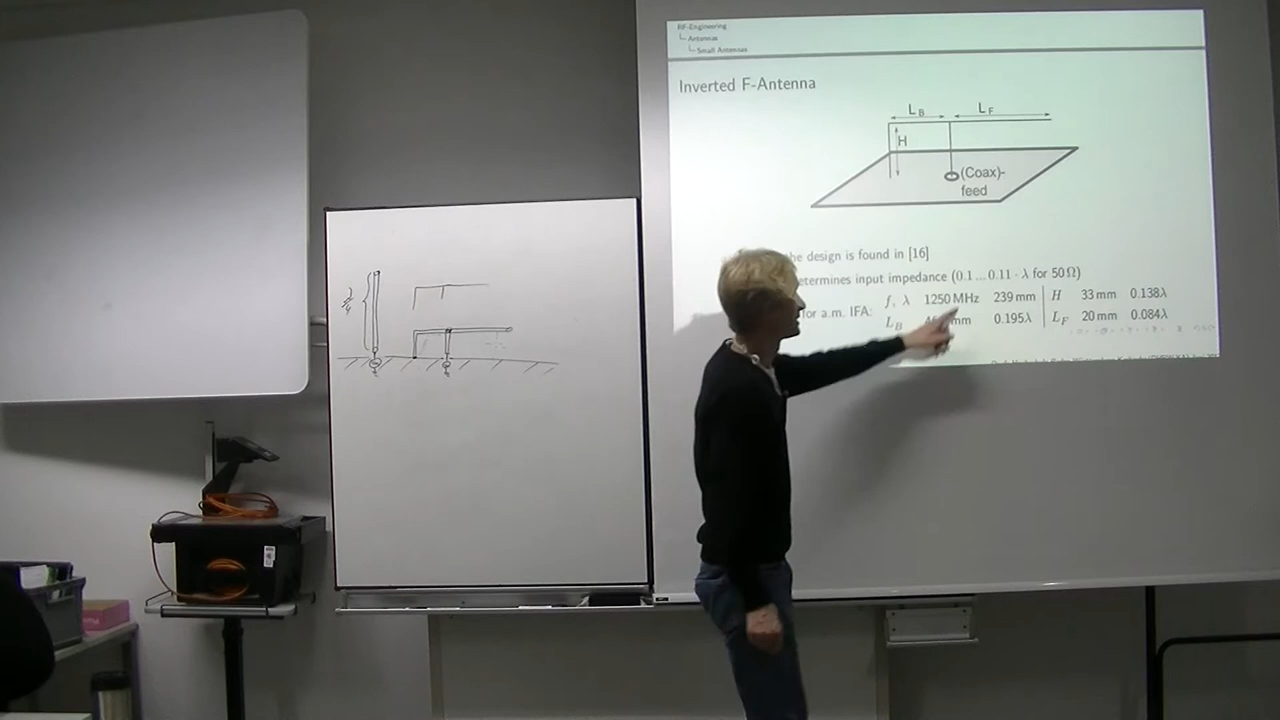 RF-Engineering
Antennas
Small Antennas
Inverted F-Antenna
L_B L_F
H
(Coax)-
feed
the design is found in [16]
determines input impedance (0.1 ... 0.11 · λ for 50 Ω)
for a.m. IFA: f, λ 1250 MHz 239 mm H 33 mm 0.138λ
L_B mm 0.195λ L_F 20 mm 0.084λ